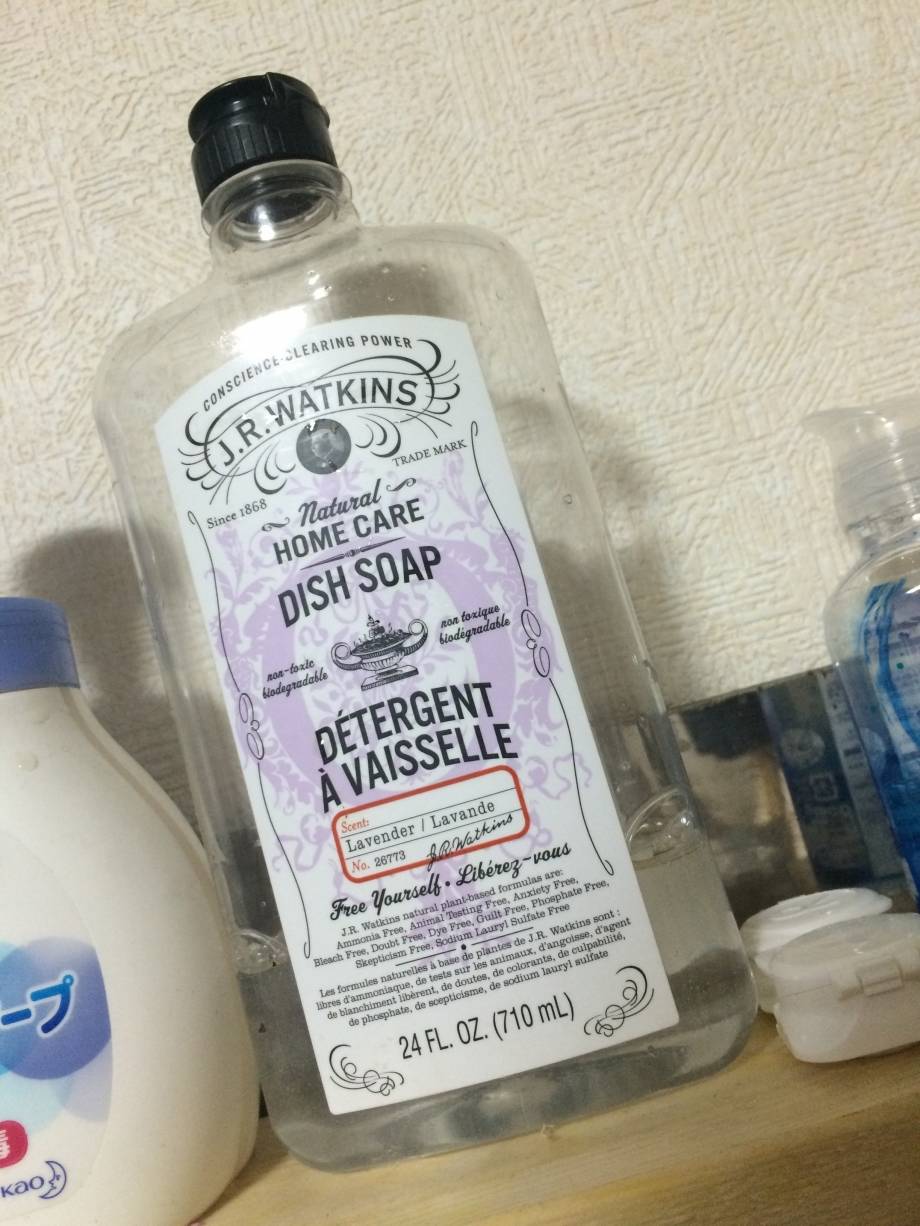 CONSCIENCE-CLEARING POWER
J.R. WATKINS
TRADE MARK
Since 1868
Natural
HOME CARE
DISH SOAP
non-toxic
biodegradable
non toxique
biodégradable
DÉTERGENT
À VAISSELLE
Scent:
Lavender / Lavande
No. 26773
J.R. Watkins
Free Yourself • Libérez-vous
J.R. Watkins natural plant-based formulas are:
Ammonia Free, Animal Testing Free, Anxiety Free,
Bleach Free, Doubt Free, Dye Free, Guilt Free, Phosphate Free,
Skepticism Free, Sodium Lauryl Sulfate Free
Les formules naturelles à base de plantes de J.R. Watkins sont :
libres d'ammoniaque, de tests sur les animaux, d'angoisse, d'agent
de blanchiment libèrent, de doutes, de colorants, de culpabilité,
de phosphate, de scepticisme, de sodium lauryl sulfate
24 FL. OZ. (710 mL)
ープ
kao